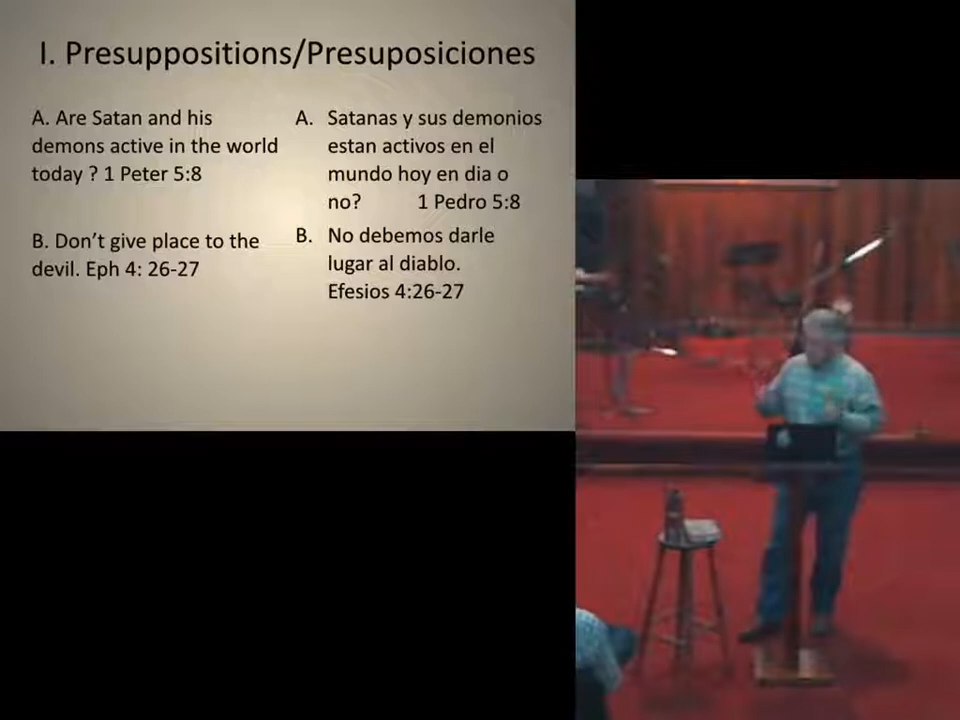 I. Presuppositions/Presuposiciones
A. Are Satan and his
demons active in the world
today ? 1 Peter 5:8
B. Don't give place to the
devil. Eph 4: 26-27
A. Satanas y sus demonios
estan activos en el
mundo hoy en dia o
no? 1 Pedro 5:8
B. No debemos darle
lugar al diablo.
Efesios 4:26-27